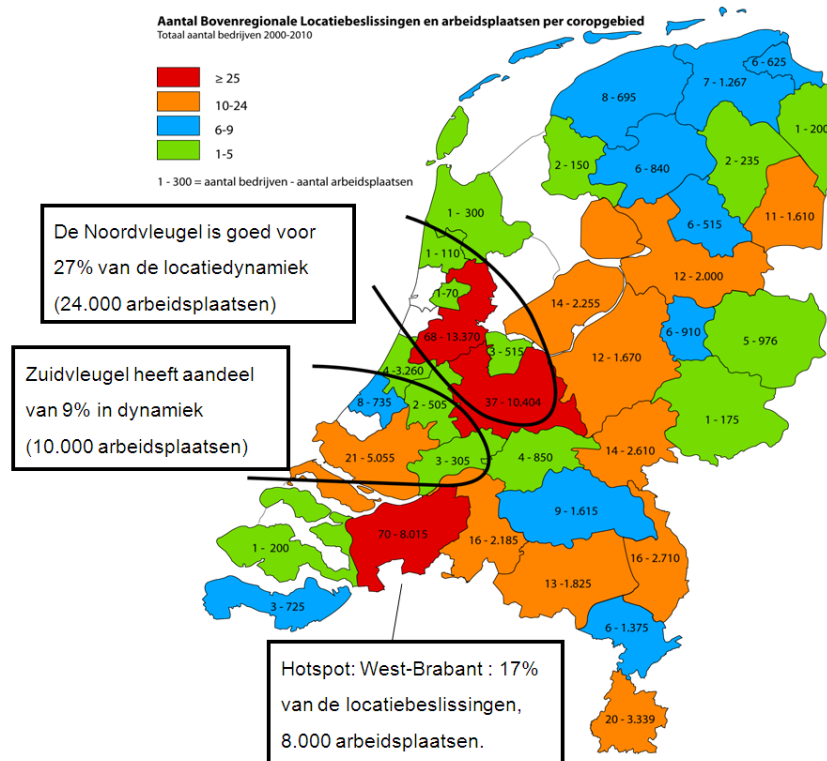 Aantal Bovenregionale Locatiebeslissingen en arbeidsplaatsen per coropgebied
Totaal aantal bedrijven 2000-2010
≥ 25
10-24
6-9
1-5
1 - 300 = aantal bedrijven - aantal arbeidsplaatsen
6 - 625
7 - 1.267
8 - 695
1 - 200
2 - 150
6 - 840
2 - 235
11 - 1.610
6 - 515
1 - 300
De Noordvleugel is goed voor
27% van de locatiedynamiek
(24.000 arbeidsplaatsen)
1 - 110
12 - 2.000
1-70
14 - 2.255
68 - 13.370
3 - 515
6 - 910
5 - 976
12 - 1.670
Zuidvleugel heeft aandeel
van 9% in dynamiek
(10.000 arbeidsplaatsen)
4 -3.260
8 - 735
2 - 505
37 - 10.404
1 - 175
21 - 5.055
3 - 305
4 - 850
14 - 2.610
9 - 1.615
70 - 8.015
16 - 2.185
1 - 200
16 - 2.710
13 - 1.825
3 - 725
6 - 1.375
Hotspot: West-Brabant : 17%
van de locatiebeslissingen,
8.000 arbeidsplaatsen.
20 - 3.339